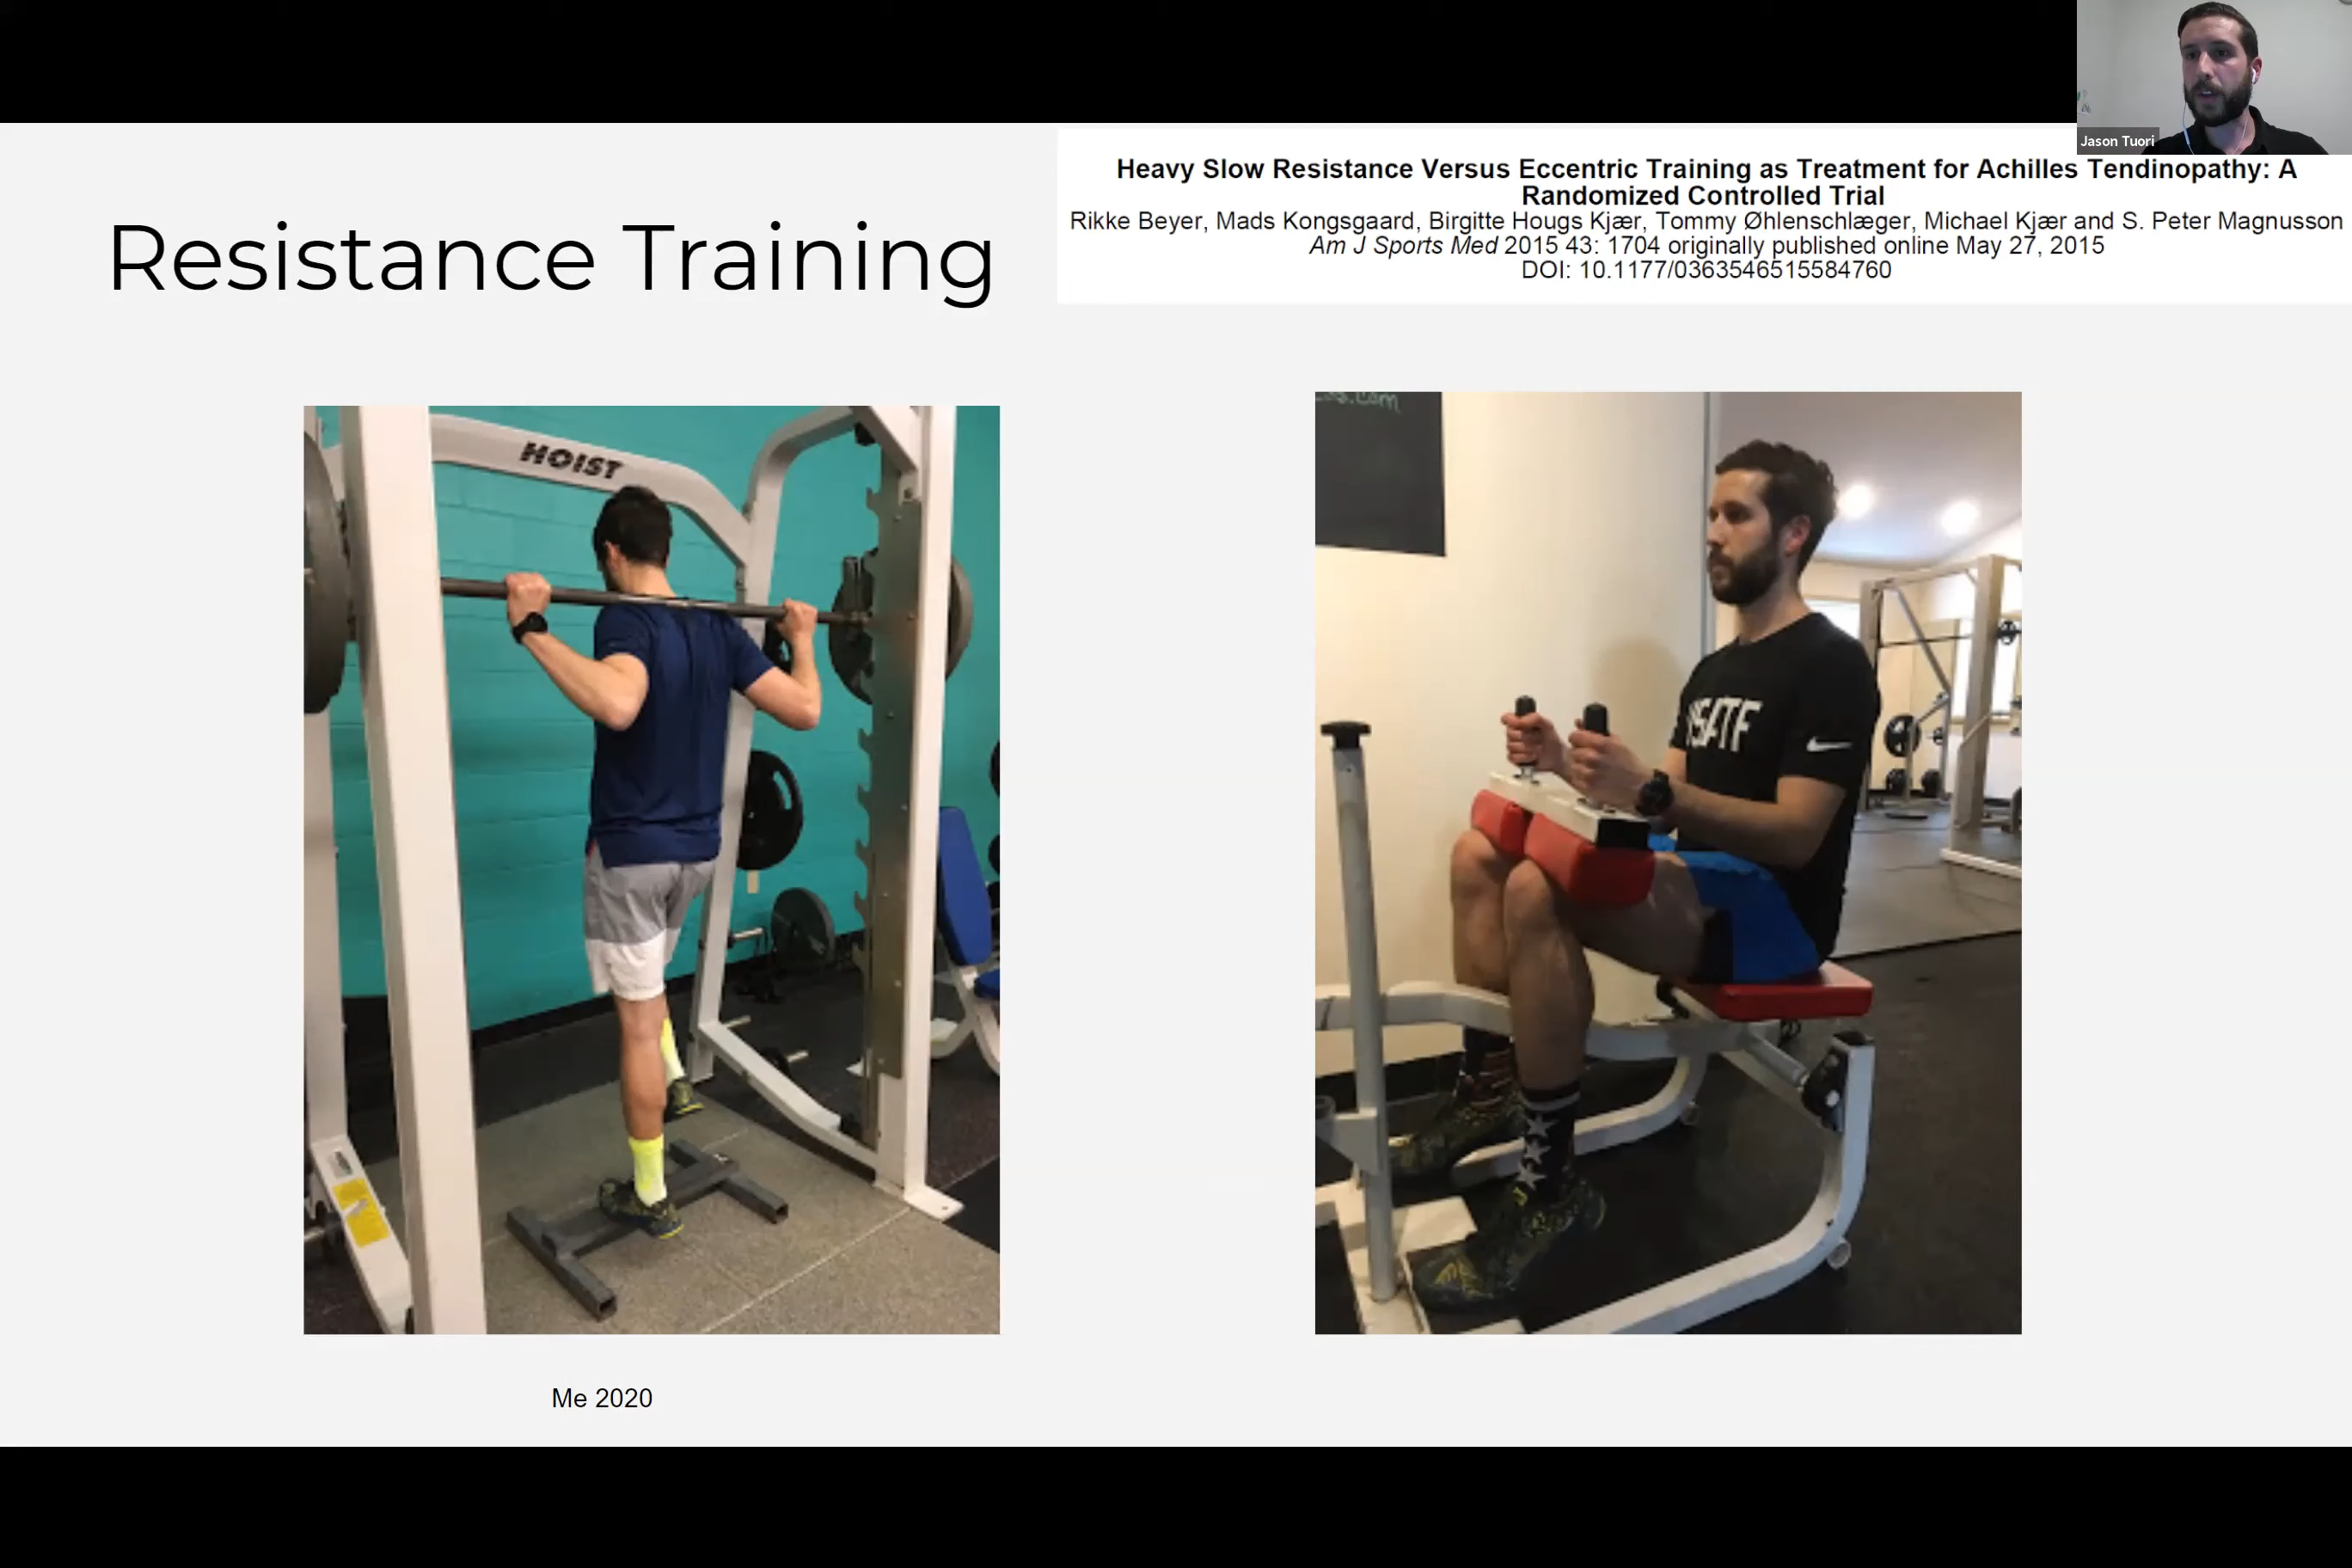 Jason Tuori
Heavy Slow Resistance Versus Eccentric Training as Treatment for Achilles Tendinopathy: A
Randomized Controlled Trial
Rikke Beyer, Mads Kongsgaard, Birgitte Hougs Kjær, Tommy Øhlenschlæger, Michael Kjær and S. Peter Magnusson
Am J Sports Med 2015 43: 1704 originally published online May 27, 2015
DOI: 10.1177/0363546515584760
Resistance Training
HOIST
USATF
Me 2020